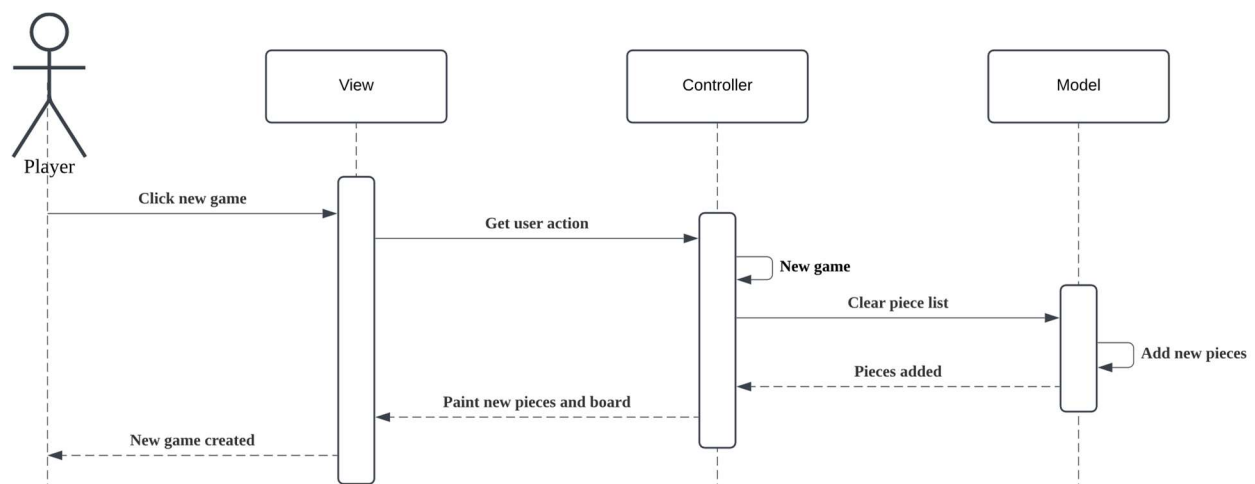 View
Controller
Model
Player
Click new game
Get user action
New game
Clear piece list
Add new pieces
Pieces added
Paint new pieces and board
New game created